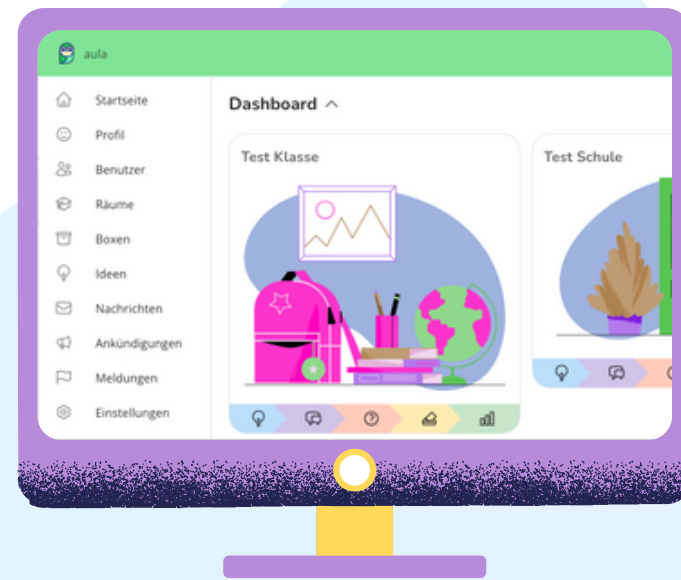 aula
Startseite
Profil
Benutzer
Räume
Boxen
Ideen
Nachrichten
Ankündigungen
Meldungen
Einstellungen
Dashboard
Test Klasse
Test Schule